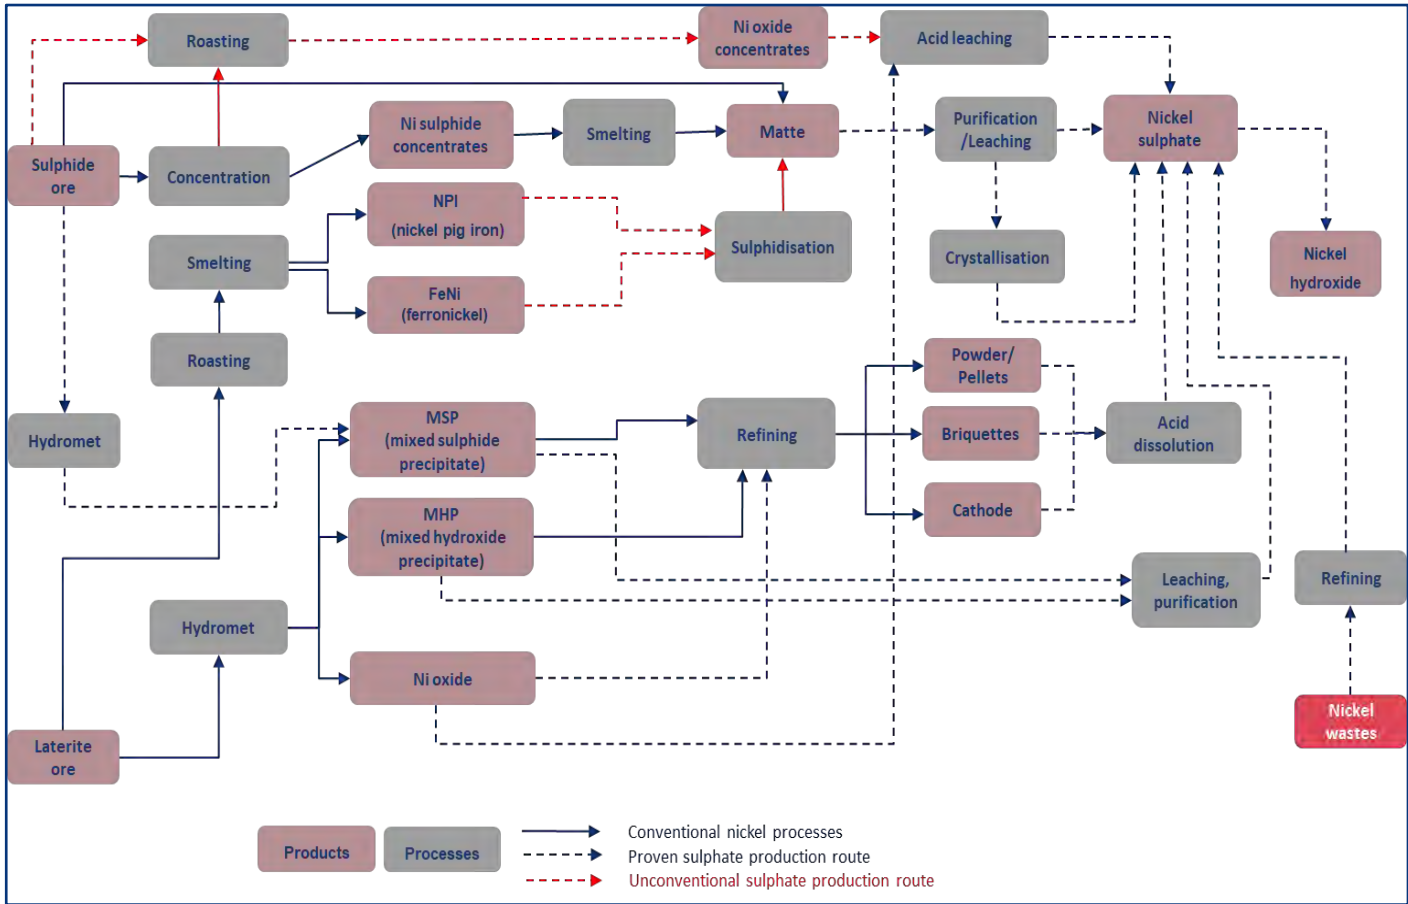 Roasting
Ni oxide
concentrates
Acid leaching
Sulphide
ore
Concentration
Ni sulphide
concentrates
Smelting
Matte
Purification
/Leaching
Nickel
sulphate
NPI
(nickel pig iron)
Sulphidisation
Crystallisation
Nickel
hydroxide
Smelting
FeNi
(ferronickel)
Roasting
Powder/
Pellets
Hydromet
MSP
(mixed sulphide
precipitate)
Refining
Briquettes
Acid
dissolution
Cathode
MHP
(mixed hydroxide
precipitate)
Leaching,
purification
Refining
Hydromet
Ni oxide
Nickel
wastes
Laterite
ore
Products
Processes
Conventional nickel processes
Proven sulphate production route
Unconventional sulphate production route